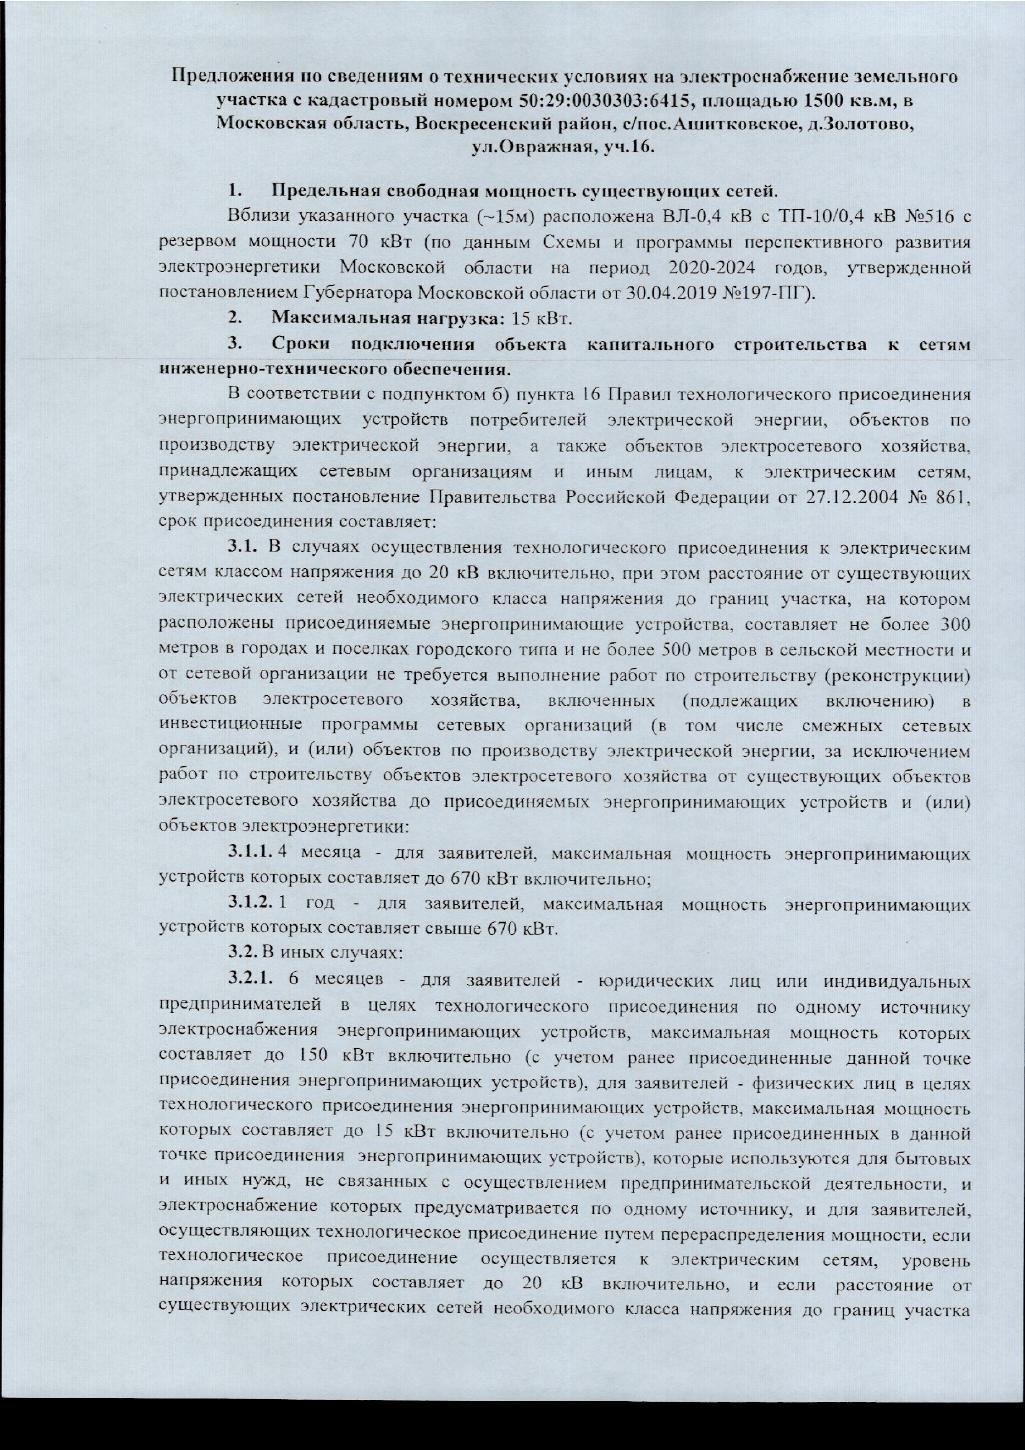 Предложения по сведениям о технических условиях на электроснабжение земельного
участка с кадастровый номером 50:29:0030303:6415, площадью 1500 кв.м, в
Московская область, Воскресенский район, с/пос.Ашитковское, д.Золотово,
ул.Овражная, уч.16.
1. Предельная свободная мощность существующих сетей.
Вблизи указанного участка (~15м) расположена ВЛ-0,4 кВ с ТП-10/0,4 кВ №516 с
резервом мощности 70 кВт (по данным Схемы и программы перспективного развития
электроэнергетики Московской области на период 2020-2024 годов, утвержденной
постановлением Губернатора Московской области от 30.04.2019 №197-ПГ).
2. Максимальная нагрузка: 15 кВт.
3. Сроки подключения объекта капитального строительства к сетям
инженерно-технического обеспечения.
В соответствии с подпунктом б) пункта 16 Правил технологического присоединения
энергопринимающих устройств потребителей электрической энергии, объектов по
производству электрической энергии, а также объектов электросетевого хозяйства,
принадлежащих сетевым организациям и иным лицам, к электрическим сетям,
утвержденных постановление Правительства Российской Федерации от 27.12.2004 № 861,
срок присоединения составляет:
3.1. В случаях осуществления технологического присоединения к электрическим
сетям классом напряжения до 20 кВ включительно, при этом расстояние от существующих
электрических сетей необходимого класса напряжения до границ участка, на котором
расположены присоединяемые энергопринимающие устройства, составляет не более 300
метров в городах и поселках городского типа и не более 500 метров в сельской местности и
от сетевой организации не требуется выполнение работ по строительству (реконструкции)
объектов электросетевого хозяйства, включенных (подлежащих включению) в
инвестиционные программы сетевых организаций (в том числе смежных сетевых
организаций), и (или) объектов по производству электрической энергии, за исключением
работ по строительству объектов электросетевого хозяйства от существующих объектов
электросетевого хозяйства до присоединяемых энергопринимающих устройств и (или)
объектов электроэнергетики:
3.1.1. 4 месяца - для заявителей, максимальная мощность энергопринимающих
устройств которых составляет до 670 кВт включительно;
3.1.2. 1 год - для заявителей, максимальная мощность энергопринимающих
устройств которых составляет свыше 670 кВт.
3.2. В иных случаях:
3.2.1. 6 месяцев - для заявителей - юридических лиц или индивидуальных
предпринимателей в целях технологического присоединения по одному источнику
электроснабжения энергопринимающих устройств, максимальная мощность которых
составляет до 150 кВт включительно (с учетом ранее присоединенные данной точке
присоединения энергопринимающих устройств), для заявителей - физических лиц в целях
технологического присоединения энергопринимающих устройств, максимальная мощность
которых составляет до 15 кВт включительно (с учетом ранее присоединенных в данной
точке присоединения энергопринимающих устройств), которые используются для бытовых
и иных нужд, не связанных с осуществлением предпринимательской деятельности, и
электроснабжение которых предусматривается по одному источнику, и для заявителей,
осуществляющих технологическое присоединение путем перераспределения мощности, если
технологическое присоединение осуществляется к электрическим сетям, уровень
напряжения которых составляет до 20 кВ включительно, и если расстояние от
существующих электрических сетей необходимого класса напряжения до границ участка